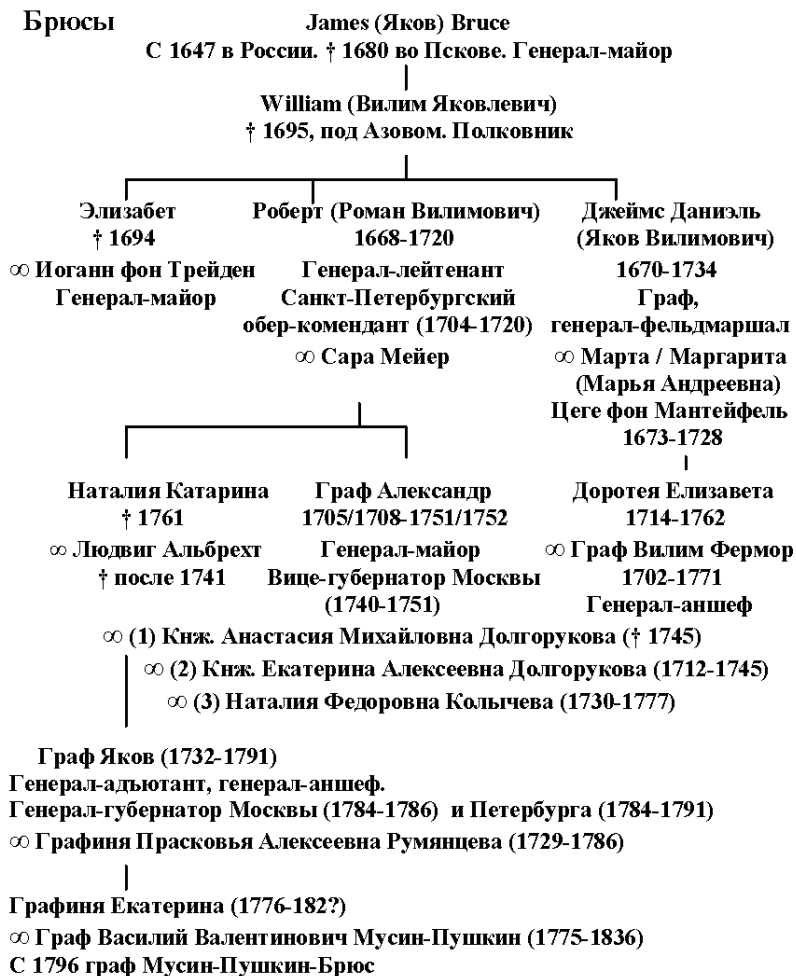 Брюсы
James (Яков) Bruce
С 1647 в России. † 1680 во Пскове. Генерал-майор
William (Вилим Яковлевич)
† 1695, под Азовом. Полковник
Элизабет
† 1694
∞ Иоганн фон Трейден
Генерал-майор
Роберт (Роман Вилимович)
1668-1720
Генерал-лейтенант
Санкт-Петербургский
обер-комендант (1704-1720)
∞ Сара Мейер
Джеймс Даниэль
(Яков Вилимович)
1670-1734
Граф,
генерал-фельдмаршал
∞ Марта / Маргарита
(Марья Андреевна)
Цеге фон Мантейфель
1673-1728
Наталия Катарина
† 1761
∞ Людвиг Альбрехт
† после 1741
Граф Александр
1705/1708-1751/1752
Генерал-майор
Вице-губернатор Москвы
(1740-1751)
Доротея Елизавета
1714-1762
∞ Граф Вилим Фермор
1702-1771
Генерал-аншеф
∞ (1) Кнж. Анастасия Михайловна Долгорукова († 1745)
∞ (2) Кнж. Екатерина Алексеевна Долгорукова (1712-1745)
∞ (3) Наталия Федоровна Колычева (1730-1777)
Граф Яков (1732-1791)
Генерал-адъютант, генерал-аншеф.
Генерал-губернатор Москвы (1784-1786) и Петербурга (1784-1791)
∞ Графиня Прасковья Алексеевна Румянцева (1729-1786)
Графиня Екатерина (1776-182?)
∞ Граф Василий Валентинович Мусин-Пушкин (1775-1836)
С 1796 граф Мусин-Пушкин-Брюс